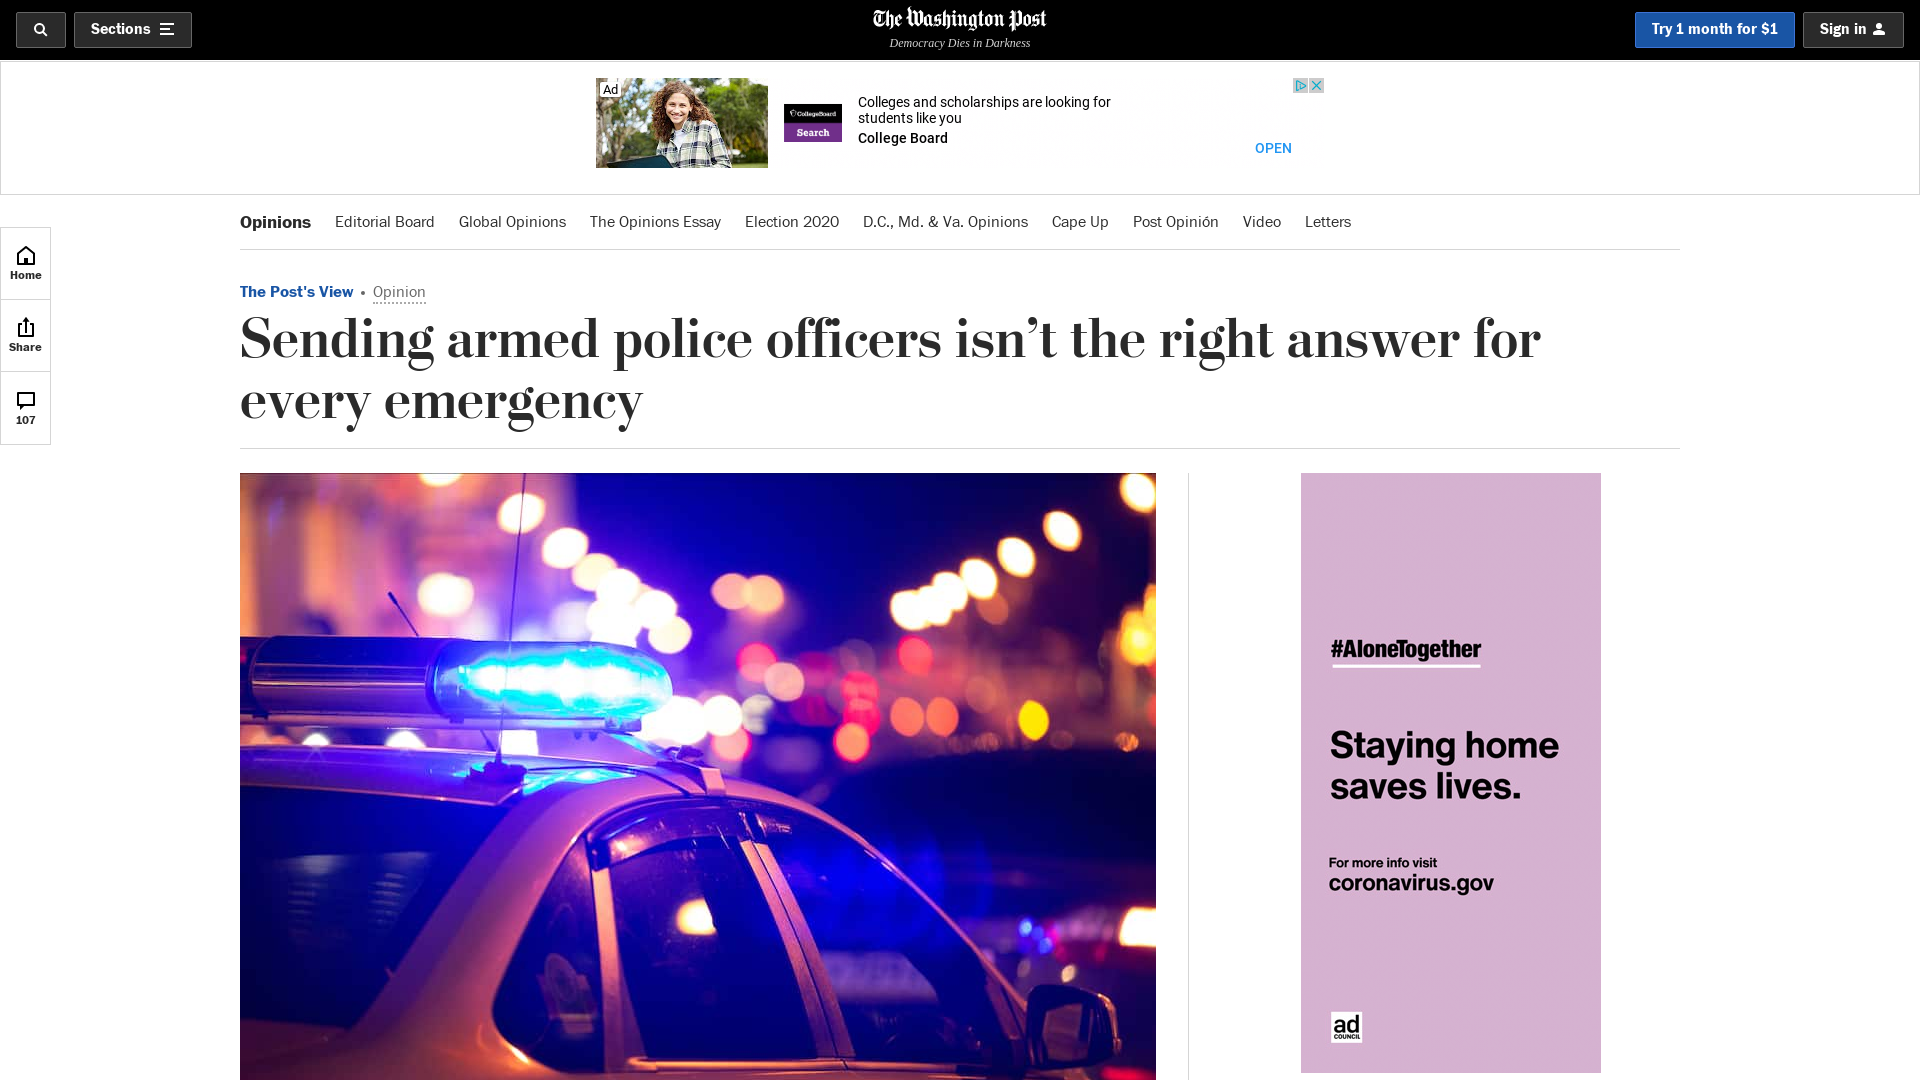 Sections
The Washington Post
Democracy Dies in Darkness
Try 1 month for $1
Sign in
Ad
CollegeBoard
Search
Colleges and scholarships are looking for
students like you
College Board
OPEN
Opinions Editorial Board Global Opinions The Opinions Essay Election 2020 D.C., Md. & Va. Opinions Cape Up Post Opinión Video Letters
Home
Share
107
The Post's View • Opinion
Sending armed police officers isn’t the right answer for
every emergency
#AloneTogether
Staying home
saves lives.
For more info visit
coronavirus.gov
ad
COUNCIL